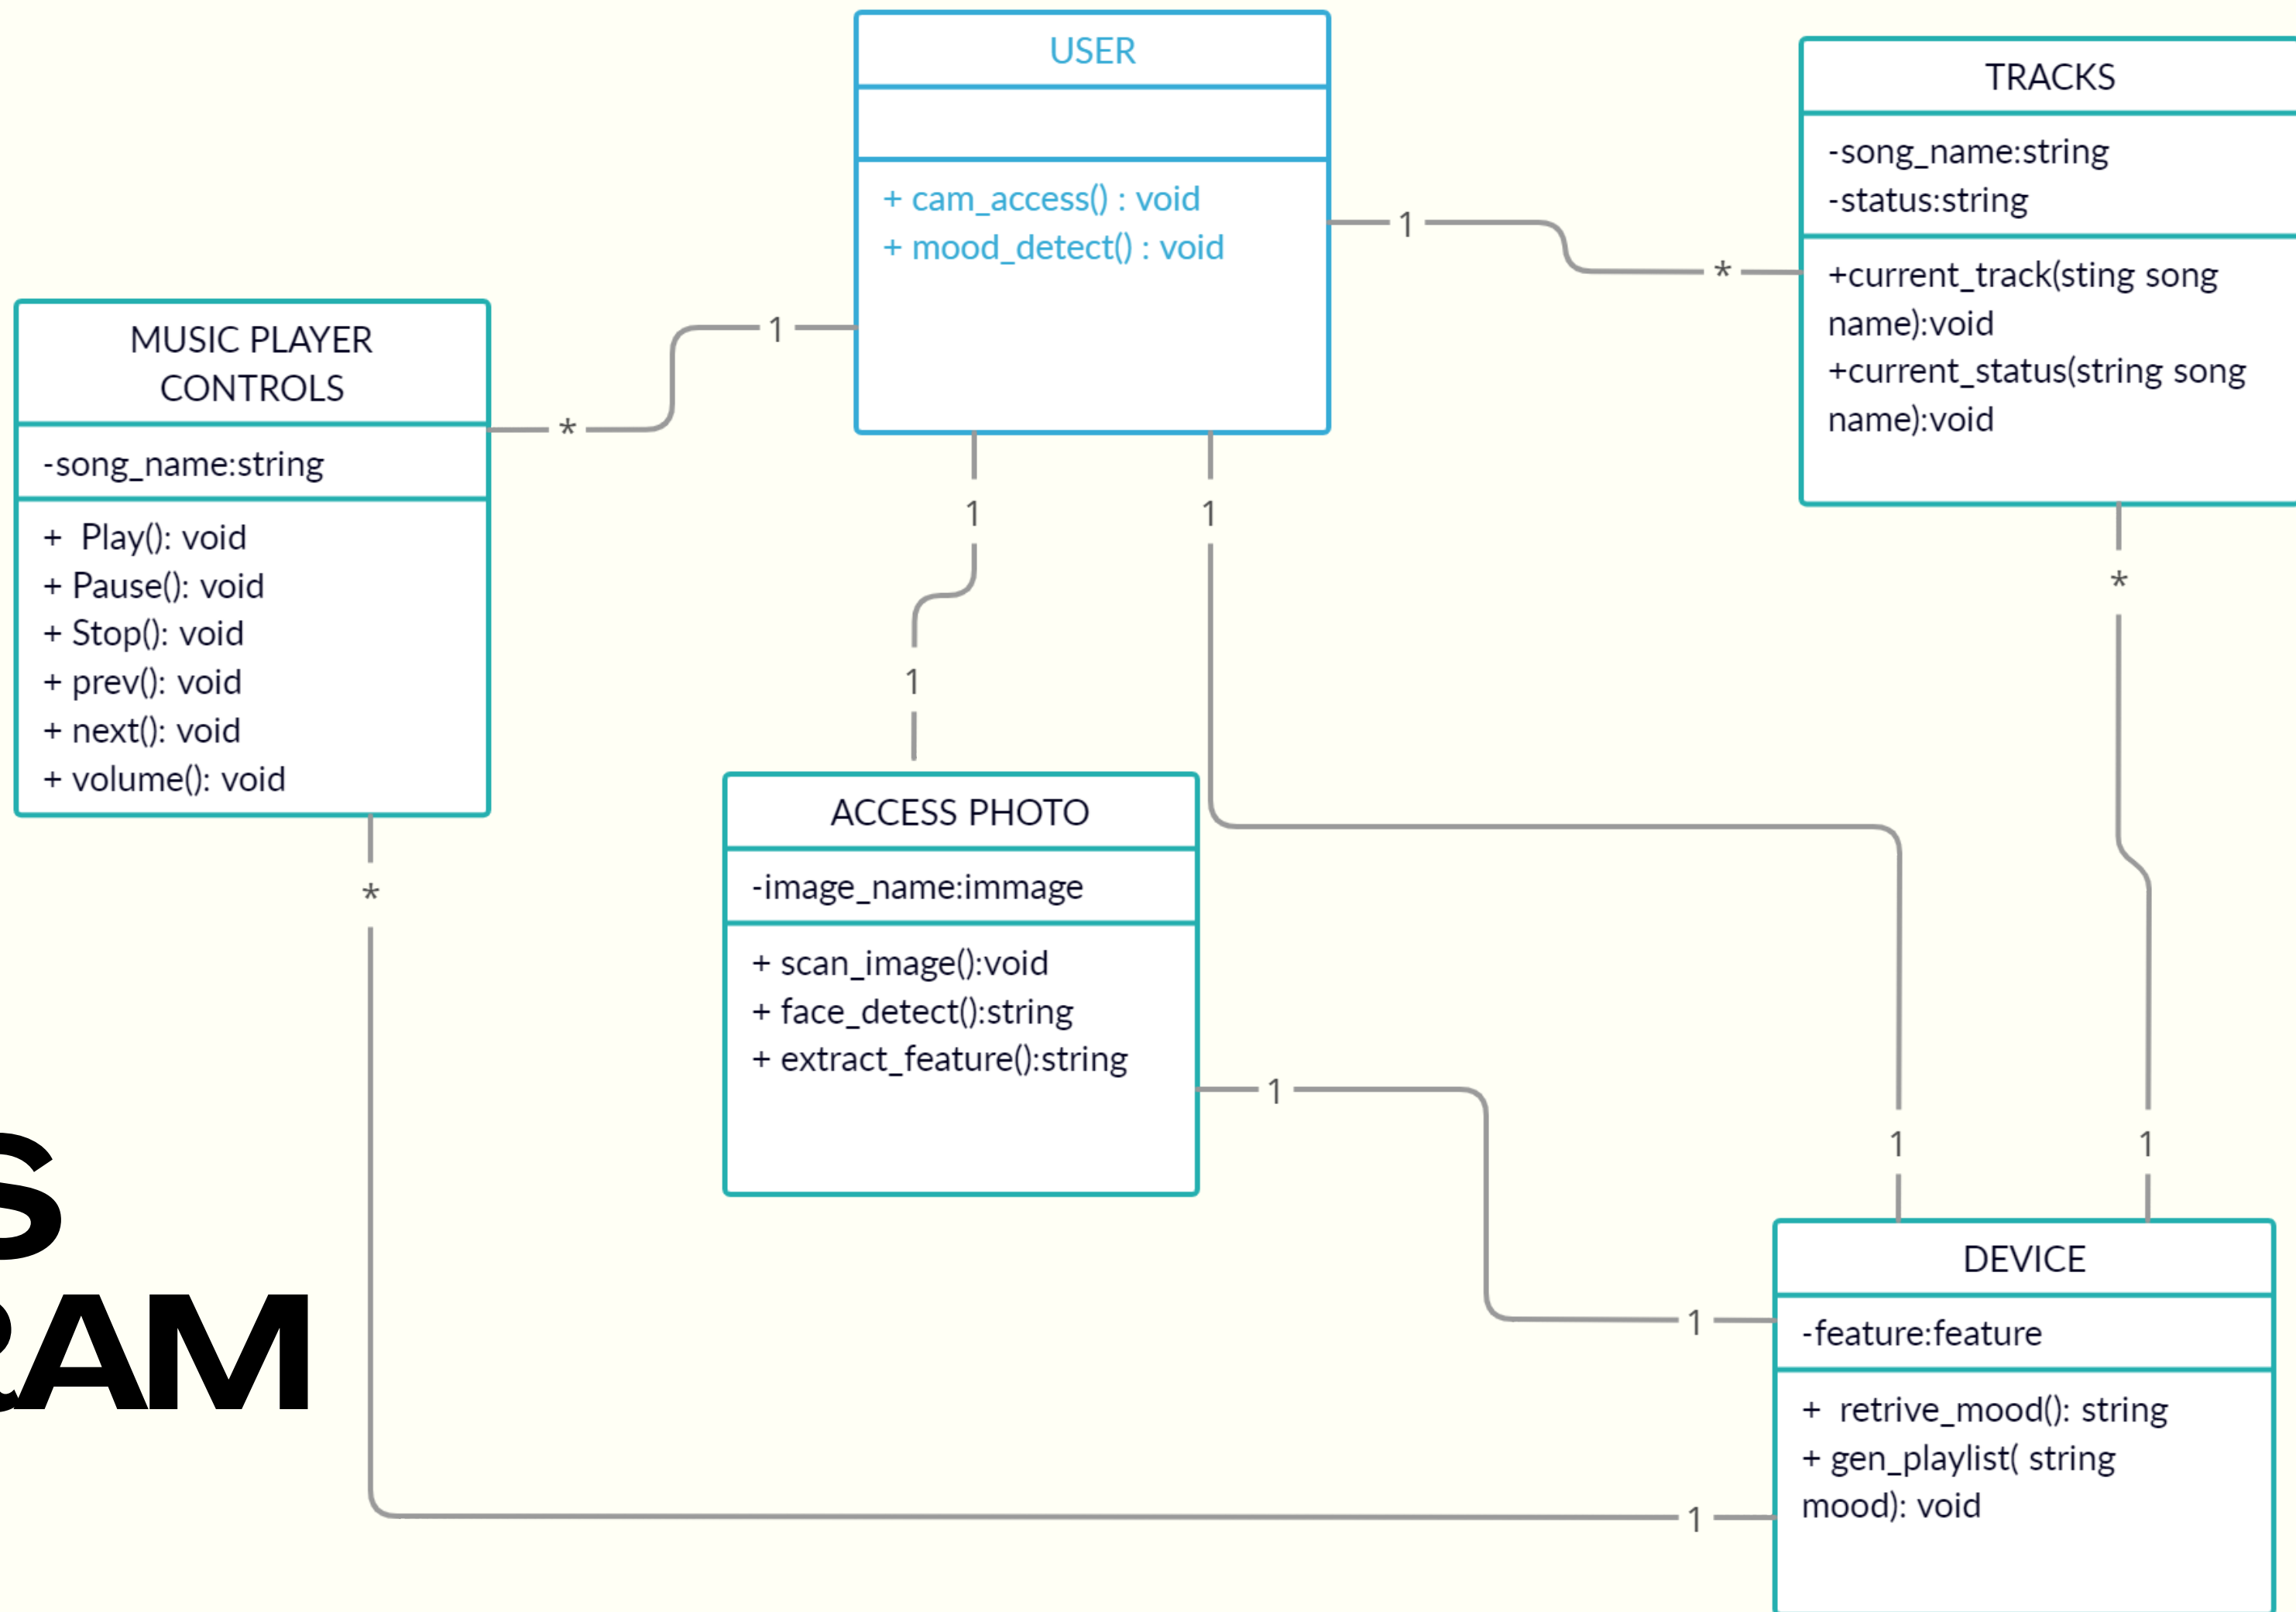 USER
+ cam_access() : void
+ mood_detect() : void
1
*
1
*
1
1
1
1
TRACKS
-song_name:string
-status:string
+current_track(sting song
name):void
+current_status(string song
name):void
*
1
MUSIC PLAYER
CONTROLS
-song_name:string
+  Play(): void
+ Pause(): void
+ Stop(): void
+ prev(): void
+ next(): void
+ volume(): void
*
1
ACCESS PHOTO
-image_name:immage
+ scan_image():void
+ face_detect():string
+ extract_feature():string
1
1
DEVICE
-feature:feature
+  retrive_mood(): string
+ gen_playlist( string
mood): void
S
RAM